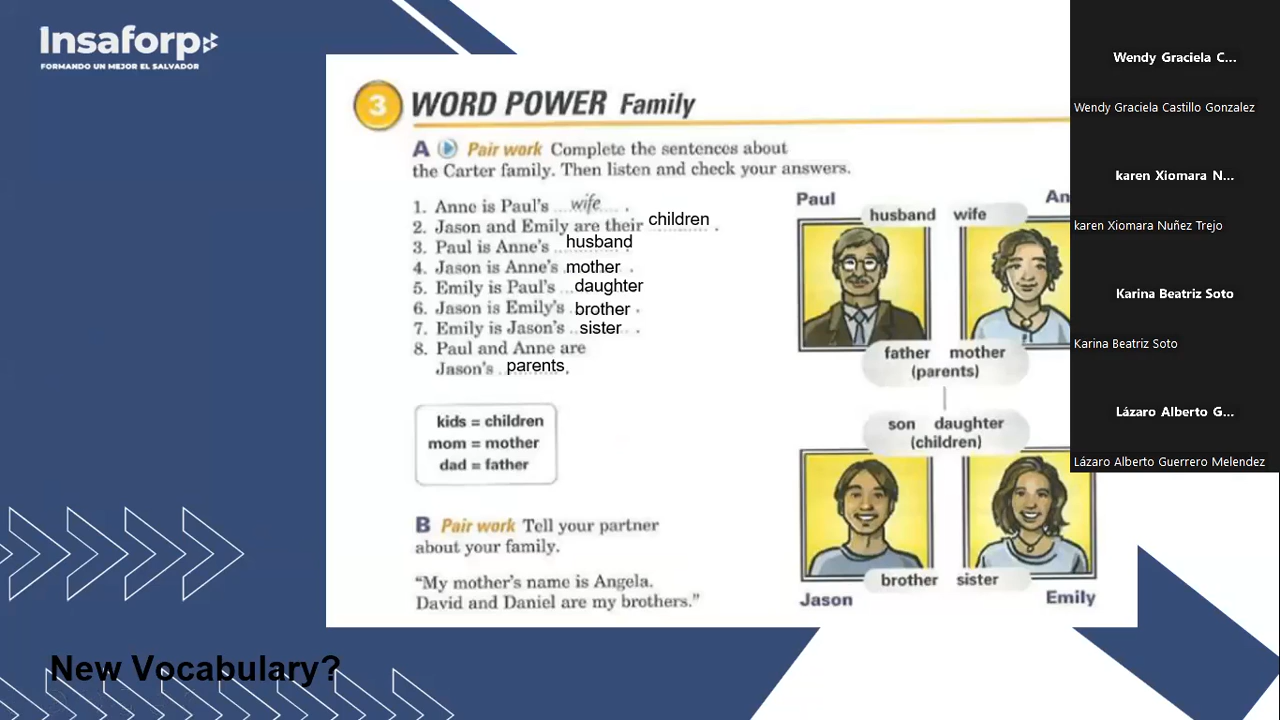 Insaforp
FORMANDO UN MEJOR EL SALVADOR
3 WORD POWER Family
A Pair work Complete the sentences about
the Carter family. Then listen and check your answers.
1. Anne is Paul's wife .
2. Jason and Emily are their children .
3. Paul is Anne's husband .
4. Jason is Anne's mother .
5. Emily is Paul's daughter
6. Jason is Emily's brother .
7. Emily is Jason's sister .
8. Paul and Anne are
Jason's parents.
kids = children
mom = mother
dad = father
B Pair work Tell your partner
about your family.
"My mother's name is Angela.
David and Daniel are my brothers."
Paul
An
husband wife
father mother
(parents)
son daughter
(children)
brother sister
Jason
Emily
New Vocabulary?
Wendy Graciela C...
Wendy Graciela Castillo Gonzalez
karen Xiomara N...
karen Xiomara Nuñez Trejo
Karina Beatriz Soto
Karina Beatriz Soto
Lázaro Alberto G...
Lázaro Alberto Guerrero Melendez